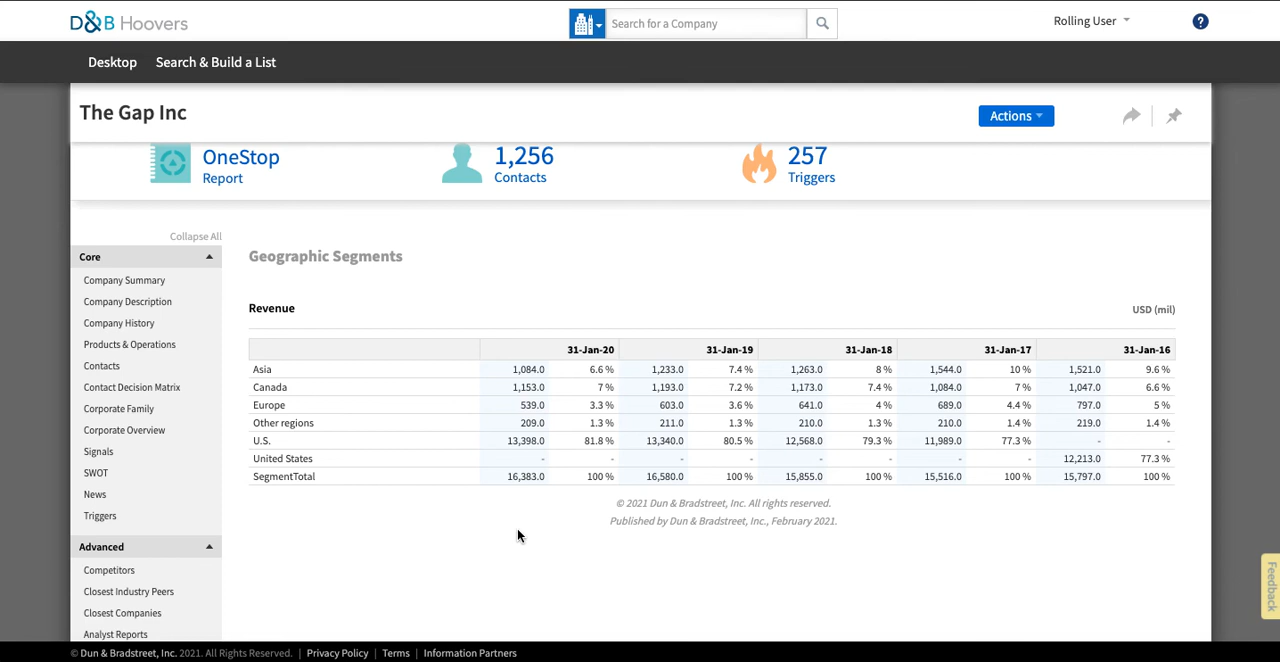 D&B Hoovers Search for a Company Rolling User ?
Desktop Search & Build a List
The Gap Inc Actions
OneStop 1,256 257
Report Contacts Triggers
Collapse All
Core
Company Summary
Company Description
Company History
Products & Operations
Contacts
Contact Decision Matrix
Corporate Family
Corporate Overview
Signals
SWOT
News
Triggers
Advanced
Competitors
Closest Industry Peers
Closest Companies
Analyst Reports
Geographic Segments
Revenue USD (mil)
31-Jan-20 31-Jan-19 31-Jan-18 31-Jan-17 31-Jan-16
Asia 1,084.0 6.6 % 1,233.0 7.4 % 1,263.0 8 % 1,544.0 10 % 1,521.0 9.6 %
Canada 1,153.0 7 % 1,193.0 7.2 % 1,173.0 7.4 % 1,084.0 7 % 1,047.0 6.6 %
Europe 539.0 3.3 % 603.0 3.6 % 641.0 4 % 689.0 4.4 % 797.0 5 %
Other regions 209.0 1.3 % 211.0 1.3 % 210.0 1.3 % 210.0 1.4 % 219.0 1.4 %
U.S. 13,398.0 81.8 % 13,340.0 80.5 % 12,568.0 79.3 % 11,989.0 77.3 % - -
United States - - - - - - - - 12,213.0 77.3 %
SegmentTotal 16,383.0 100 % 16,580.0 100 % 15,855.0 100 % 15,516.0 100 % 15,797.0 100 %
© 2021 Dun & Bradstreet, Inc. All rights reserved.
Published by Dun & Bradstreet, Inc., February 2021.
Feedback
© Dun & Bradstreet, Inc. 2021. All Rights Reserved. | Privacy Policy | Terms | Information Partners